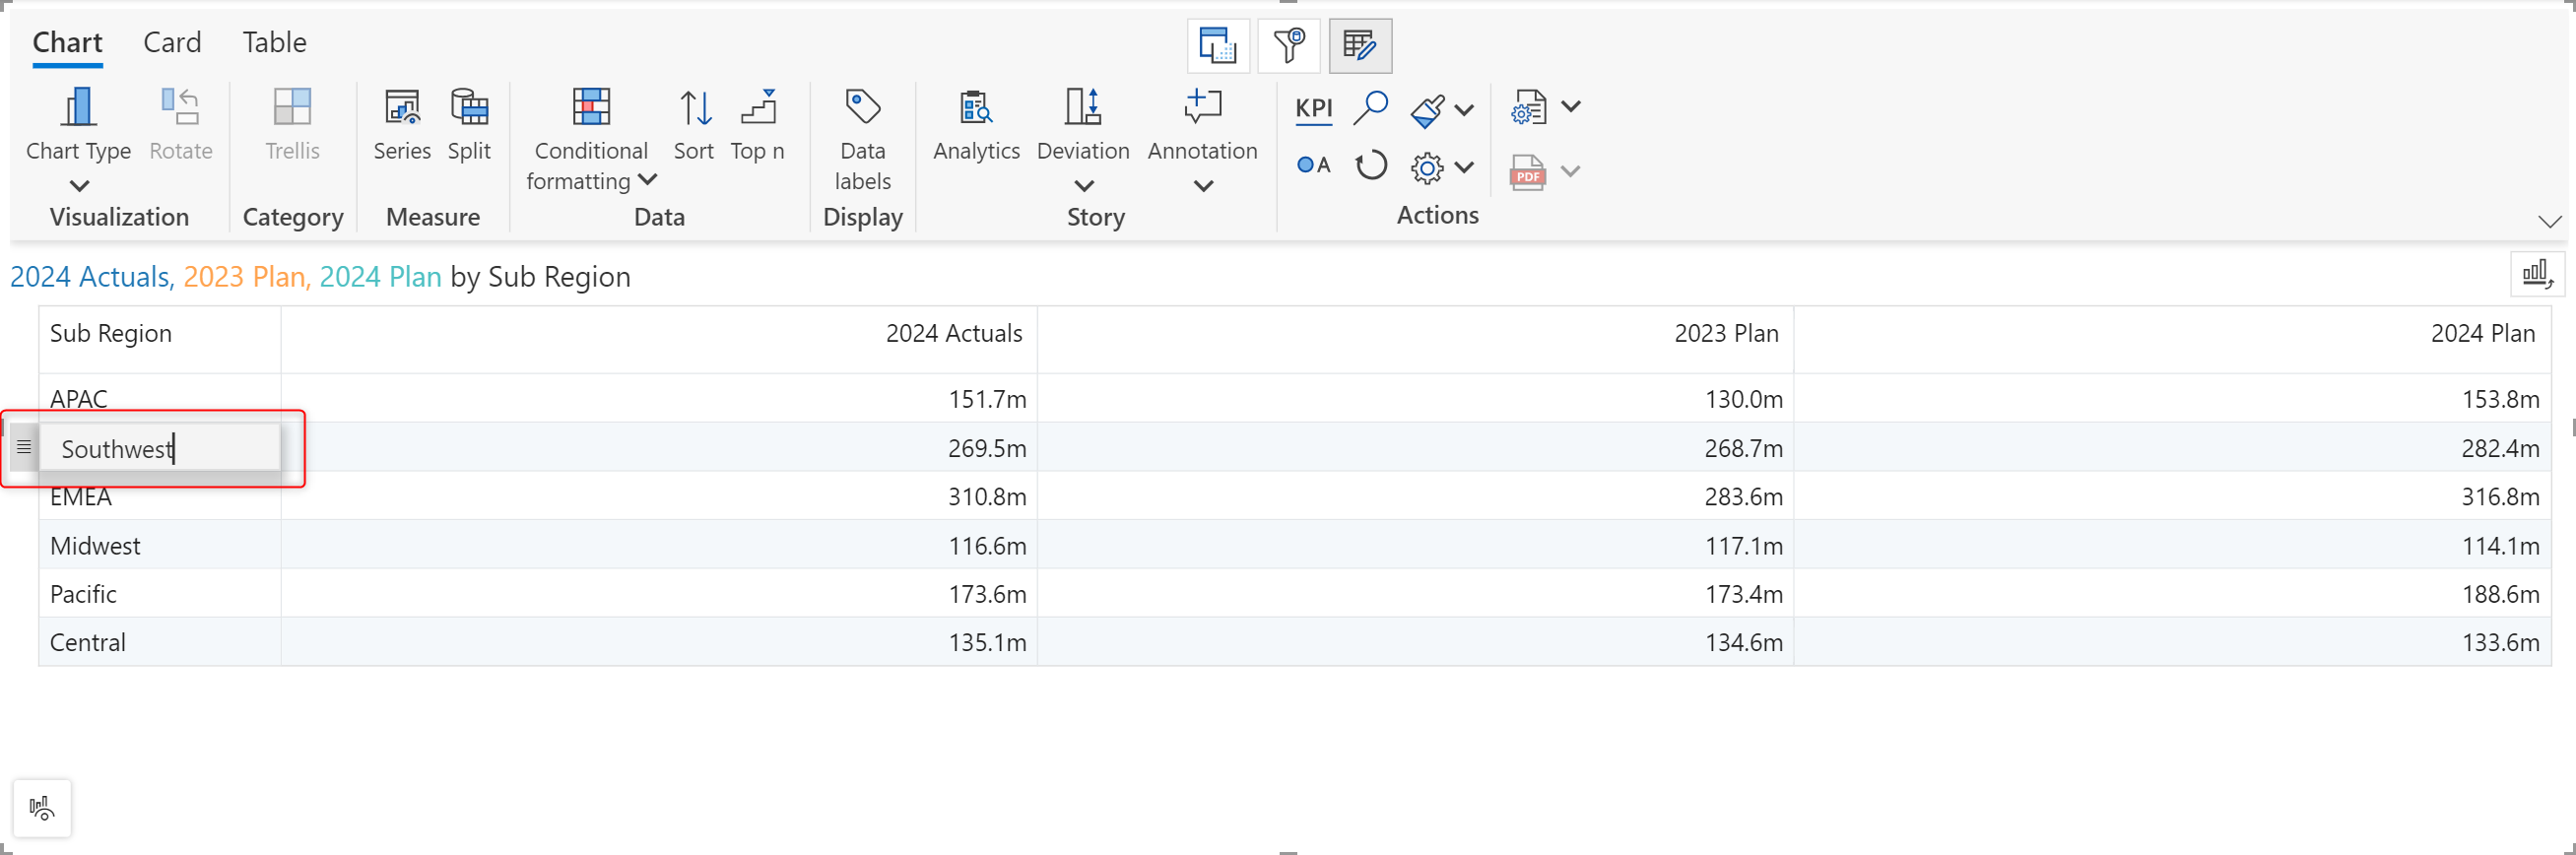 Chart Card Table
KPI
A
Chart Type Rotate Trellis Series Split Conditional formatting Sort Top n Data labels Analytics Deviation Annotation
PDF
Visualization Category Measure Data Display Story Actions
2024 Actuals, 2023 Plan, 2024 Plan by Sub Region
Sub Region 2024 Actuals 2023 Plan 2024 Plan
APAC 151.7m 130.0m 153.8m
Southwest 269.5m 268.7m 282.4m
EMEA 310.8m 283.6m 316.8m
Midwest 116.6m 117.1m 114.1m
Pacific 173.6m 173.4m 188.6m
Central 135.1m 134.6m 133.6m